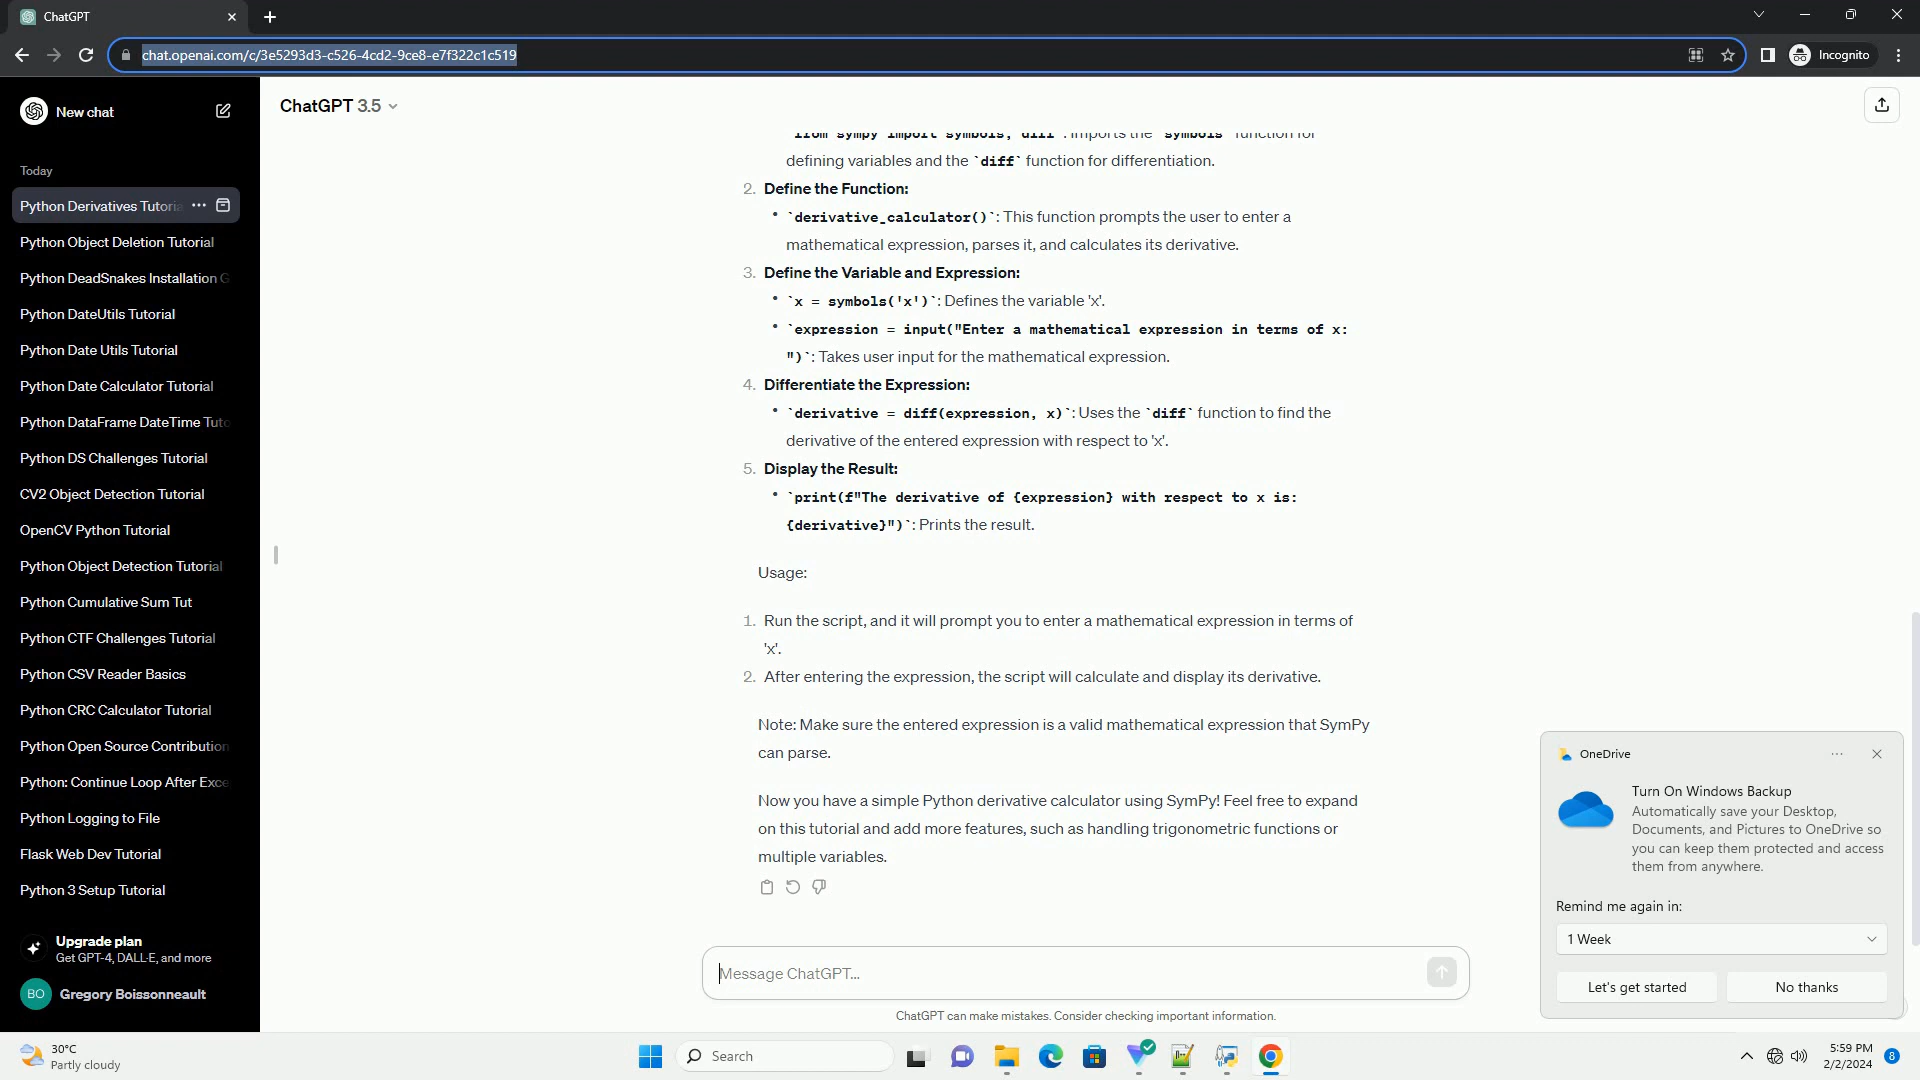 ChatGPT
chat.openai.com/c/3e5293d3-c526-4cd2-9ce8-e7f322c1c519
Incognito
New chat
Today
Python Derivatives Tutoria
Python Object Deletion Tutorial
Python DeadSnakes Installation G
Python DateUtils Tutorial
Python Date Utils Tutorial
Python Date Calculator Tutorial
Python DataFrame DateTime Tuto
Python DS Challenges Tutorial
CV2 Object Detection Tutorial
OpenCV Python Tutorial
Python Object Detection Tutorial
Python Cumulative Sum Tut
Python CTF Challenges Tutorial
Python CSV Reader Basics
Python CRC Calculator Tutorial
Python Open Source Contribution
Python: Continue Loop After Exce
Python Logging to File
Flask Web Dev Tutorial
Python 3 Setup Tutorial
Upgrade plan
Get GPT-4, DALL·E, and more
BO Gregory Boissonneault
ChatGPT 3.5
`from sympy import symbols, diff`: Imports the `symbols` function for
defining variables and the `diff` function for differentiation.
2. Define the Function:
• `derivative_calculator()`: This function prompts the user to enter a
mathematical expression, parses it, and calculates its derivative.
3. Define the Variable and Expression:
• `x = symbols('x')`: Defines the variable 'x'.
• `expression = input("Enter a mathematical expression in terms of x:
")`: Takes user input for the mathematical expression.
4. Differentiate the Expression:
• `derivative = diff(expression, x)`: Uses the `diff` function to find the
derivative of the entered expression with respect to 'x'.
5. Display the Result:
• `print(f"The derivative of {expression} with respect to x is:
{derivative}")`: Prints the result.
Usage:
1. Run the script, and it will prompt you to enter a mathematical expression in terms of
'x'.
2. After entering the expression, the script will calculate and display its derivative.
Note: Make sure the entered expression is a valid mathematical expression that SymPy
can parse.
Now you have a simple Python derivative calculator using SymPy! Feel free to expand
on this tutorial and add more features, such as handling trigonometric functions or
multiple variables.
Message ChatGPT...
ChatGPT can make mistakes. Consider checking important information.
OneDrive
Turn On Windows Backup
Automatically save your Desktop,
Documents, and Pictures to OneDrive so
you can keep them protected and access
them from anywhere.
Remind me again in:
1 Week
Let's get started
No thanks
30°C
Partly cloudy
Search
5:59 PM
2/2/2024
8